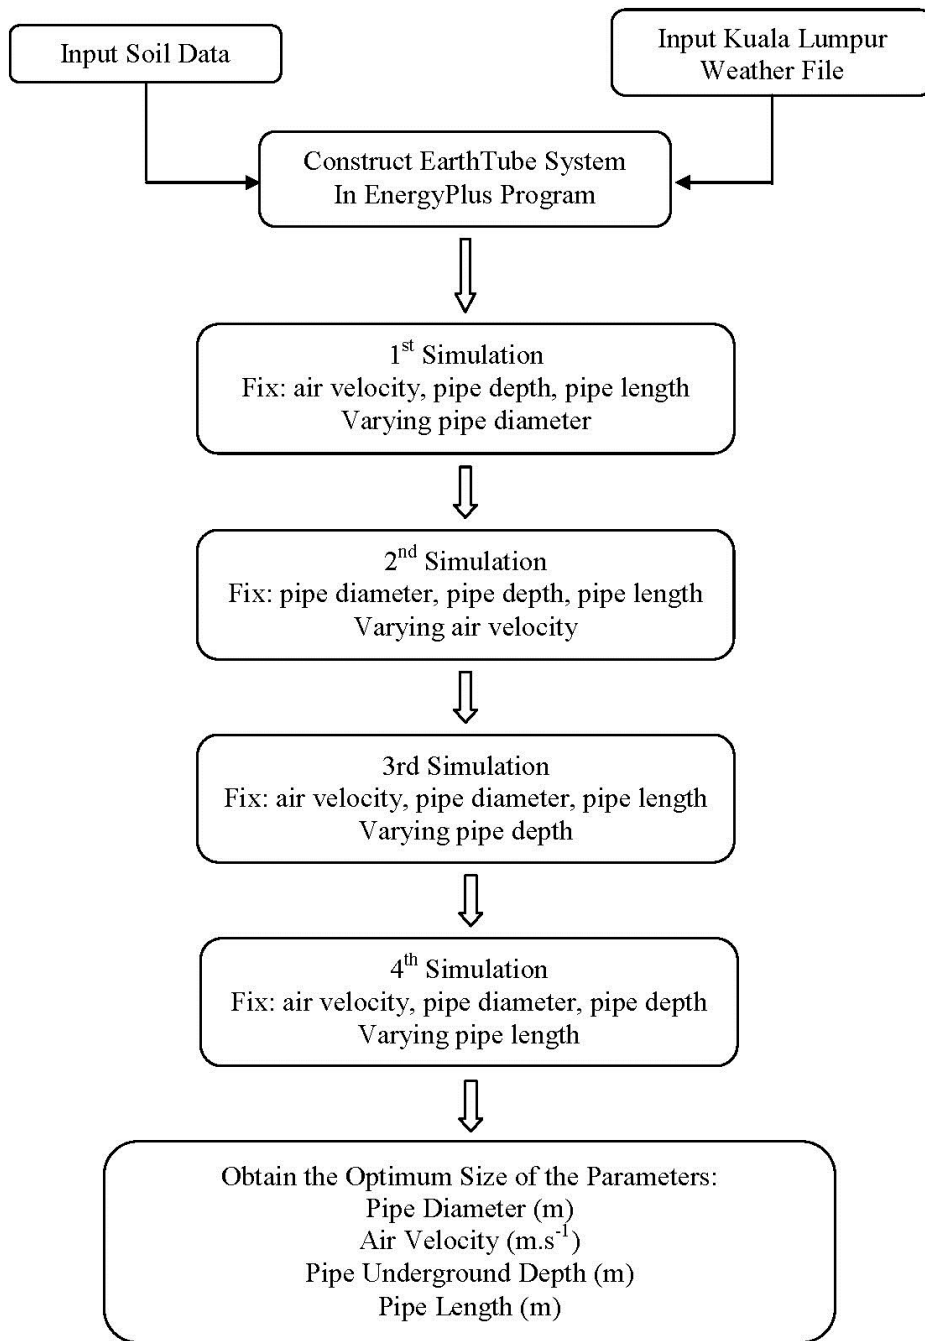 Input Soil Data
Input Kuala Lumpur
Weather File
Construct EarthTube System
In EnergyPlus Program
1st Simulation
Fix: air velocity, pipe depth, pipe length
Varying pipe diameter
2nd Simulation
Fix: pipe diameter, pipe depth, pipe length
Varying air velocity
3rd Simulation
Fix: air velocity, pipe diameter, pipe length
Varying pipe depth
4th Simulation
Fix: air velocity, pipe diameter, pipe depth
Varying pipe length
Obtain the Optimum Size of the Parameters:
Pipe Diameter (m)
Air Velocity (m.s-1)
Pipe Underground Depth (m)
Pipe Length (m)